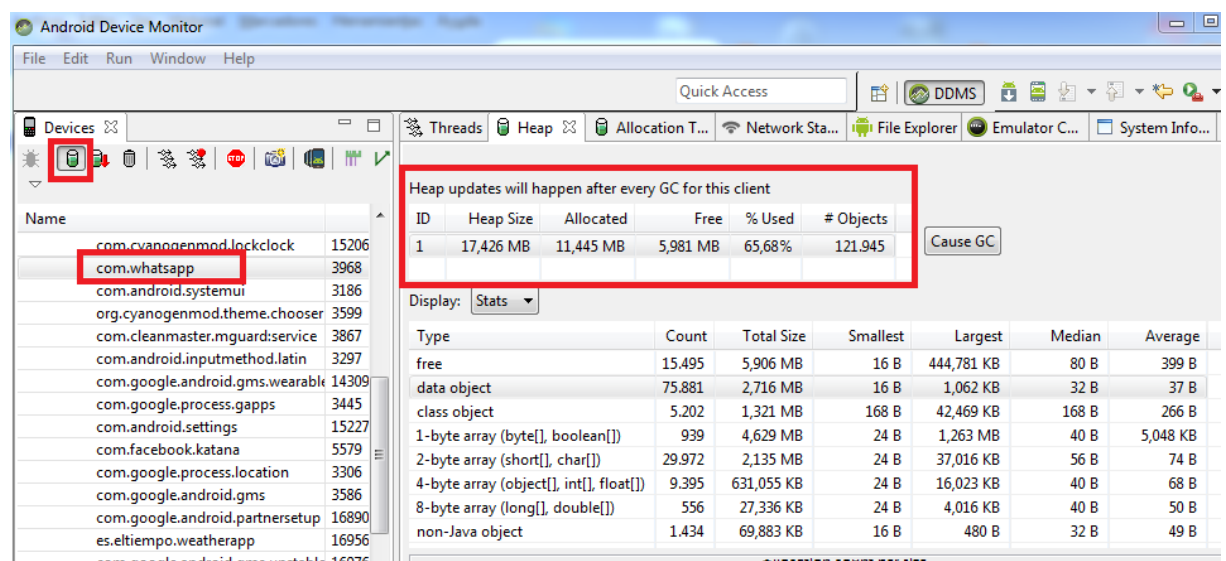 Android Device Monitor
File Edit Run Window Help
Quick Access DDMS
Devices
Name
com.cyanogenmod.lockclock 15206
com.whatsapp 3968
com.android.systemui 3186
org.cyanogenmod.theme.chooser 3599
com.cleanmaster.mguard:service 3867
com.android.inputmethod.latin 3297
com.google.android.gms.wearable 14309
com.google.process.gapps 3445
com.android.settings 15227
com.facebook.katana 5579
com.google.process.location 3306
com.google.android.gms 3586
com.google.android.partnersetup 16890
es.eltiempo.weatherapp 16956
Threads Heap Allocation T... Network Sta... File Explorer Emulator C... System Info...
Heap updates will happen after every GC for this client
ID Heap Size Allocated Free % Used # Objects
1 17,426 MB 11,445 MB 5,981 MB 65,68% 121.945
Cause GC
Display: Stats
Type Count Total Size Smallest Largest Median Average
free 15.495 5,906 MB 16 B 444,781 KB 80 B 399 B
data object 75.881 2,716 MB 16 B 1,062 KB 32 B 37 B
class object 5.202 1,321 MB 168 B 42,469 KB 168 B 266 B
1-byte array (byte[], boolean[]) 939 4,629 MB 24 B 1,263 MB 40 B 5,048 KB
2-byte array (short[], char[]) 29.972 2,135 MB 24 B 37,016 KB 56 B 74 B
4-byte array (object[], int[], float[]) 9.395 631,055 KB 24 B 16,023 KB 40 B 68 B
8-byte array (long[], double[]) 556 27,336 KB 24 B 4,016 KB 40 B 50 B
non-Java object 1.434 69,883 KB 16 B 480 B 32 B 49 B